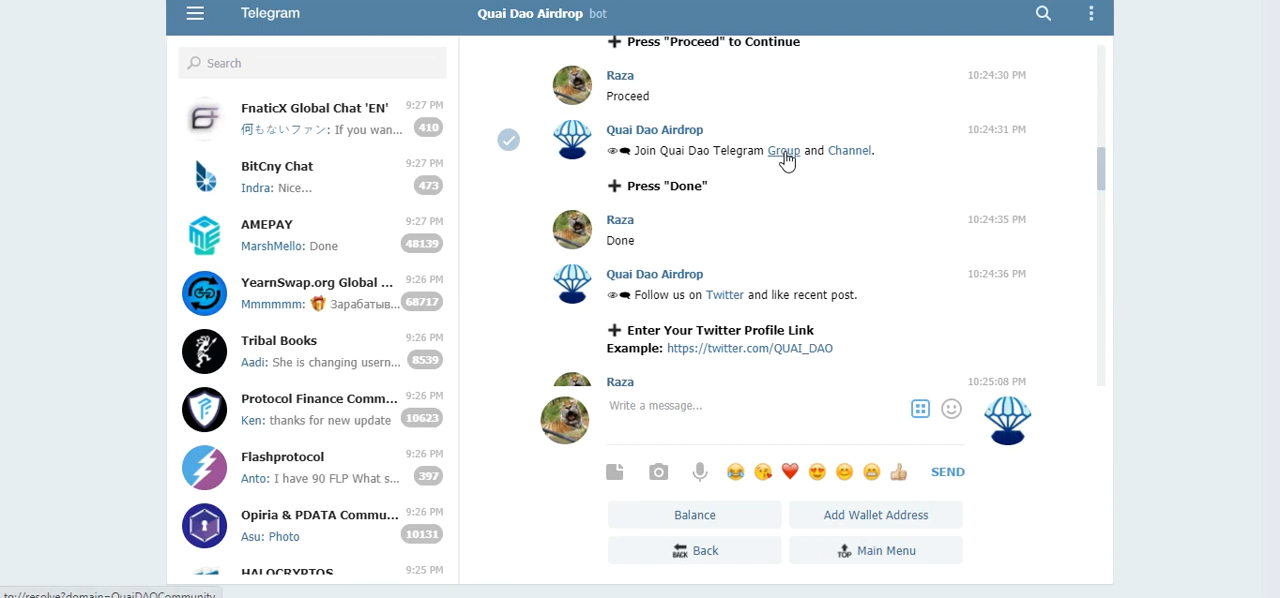 Telegram
Quai Dao Airdrop bot
Search
FnaticX Global Chat 'EN' 9:27 PM
何もないファン: If you wan... 410
BitCny Chat 9:27 PM
Indra: Nice... 473
AMEPAY 9:27 PM
MarshMello: Done 48139
YearnSwap.org Global ... 9:26 PM
Mmmmmm: 🎁 Зарабатыв... 68717
Tribal Books 9:26 PM
Aadi: She is changing usern... 8539
Protocol Finance Comm... 9:26 PM
Ken: thanks for new update 10623
Flashprotocol 9:26 PM
Anto: I have 90 FLP What s... 397
Opiria & PDATA Commu... 9:26 PM
Asu: Photo 10131
HALOCRYPTOS 9:25 PM
➕ Press "Proceed" to Continue
Raza 10:24:30 PM
Proceed
Quai Dao Airdrop 10:24:31 PM
👁‍🗨 Join Quai Dao Telegram Group and Channel.
➕ Press "Done"
Raza 10:24:35 PM
Done
Quai Dao Airdrop 10:24:36 PM
👁‍🗨 Follow us on Twitter and like recent post.
➕ Enter Your Twitter Profile Link
Example: https://twitter.com/QUAI_DAO
Raza 10:25:08 PM
Write a message...
SEND
Balance
Add Wallet Address
BACK Back
TOP Main Menu
tg://resolve?domain=QuaiDAOCommunity